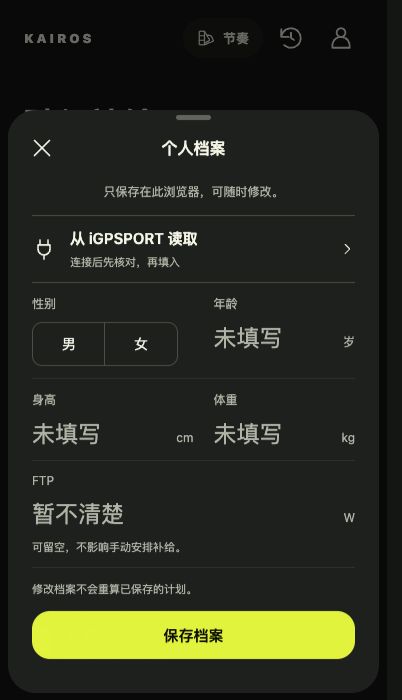 KAIROS
节奏
个人档案
只保存在此浏览器，可随时修改。
从 iGPSPORT 读取
连接后先核对，再填入
性别
年龄
男
女
未填写
岁
身高
体重
未填写
cm
未填写
kg
FTP
暂不清楚
W
可留空，不影响手动安排补给。
修改档案不会重算已保存的计划。
保存档案